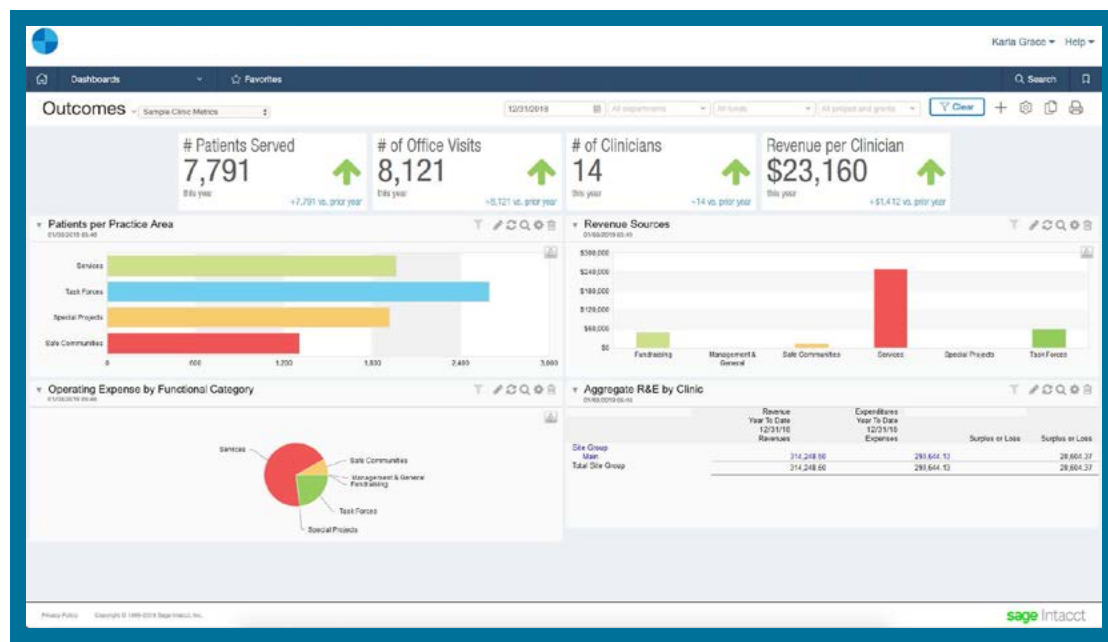 Karla Grace Help
Dashboards Favorites Search
Outcomes - Sample Clinic Metrics 12/31/2018 All departments All funds All project and grants Clear
# Patients Served
7,791
this year
+7,791 vs. prior year
# of Office Visits
8,121
this year
+8,121 vs. prior year
# of Clinicians
14
this year
+14 vs. prior year
Revenue per Clinician
$23,160
this year
+$1,412 vs. prior year
Patients per Practice Area
Services
Task Forces
Special Projects
Safe Communities
0 600 1,200 1,800 2,400 3,000
Revenue Sources
$300,000
$240,000
$180,000
$120,000
$60,000
$0
Fundraising Management & General Safe Communities Services Special Projects Task Forces
Operating Expense by Functional Category
Services
Safe Communities
Management & General
Fundraising
Task Forces
Special Projects
Aggregate R&E by Clinic
Revenue Expenditures
Year To Date Year To Date
12/31/18 12/31/18
Revenues Expenses Surplus or Loss Surplus or Loss
Site Group
Main 314,248.50 293,644.13 20,604.37
Total Site Group 314,248.50 293,644.13 20,604.37
Privacy Policy Copyright © 1999-2019 Sage Intacct, Inc.
sage Intacct